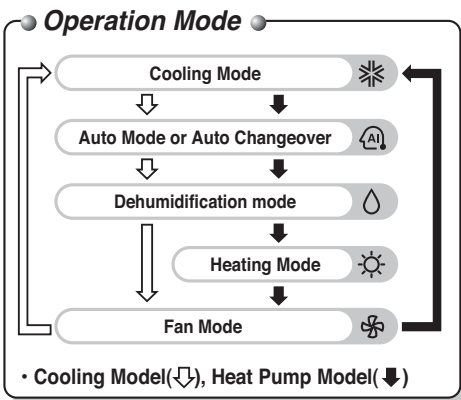 Operation Mode
Cooling Mode
Auto Mode or Auto Changeover
AI
Dehumidification mode
Heating Mode
Fan Mode
• Cooling Model(⇩), Heat Pump Model(🡇)